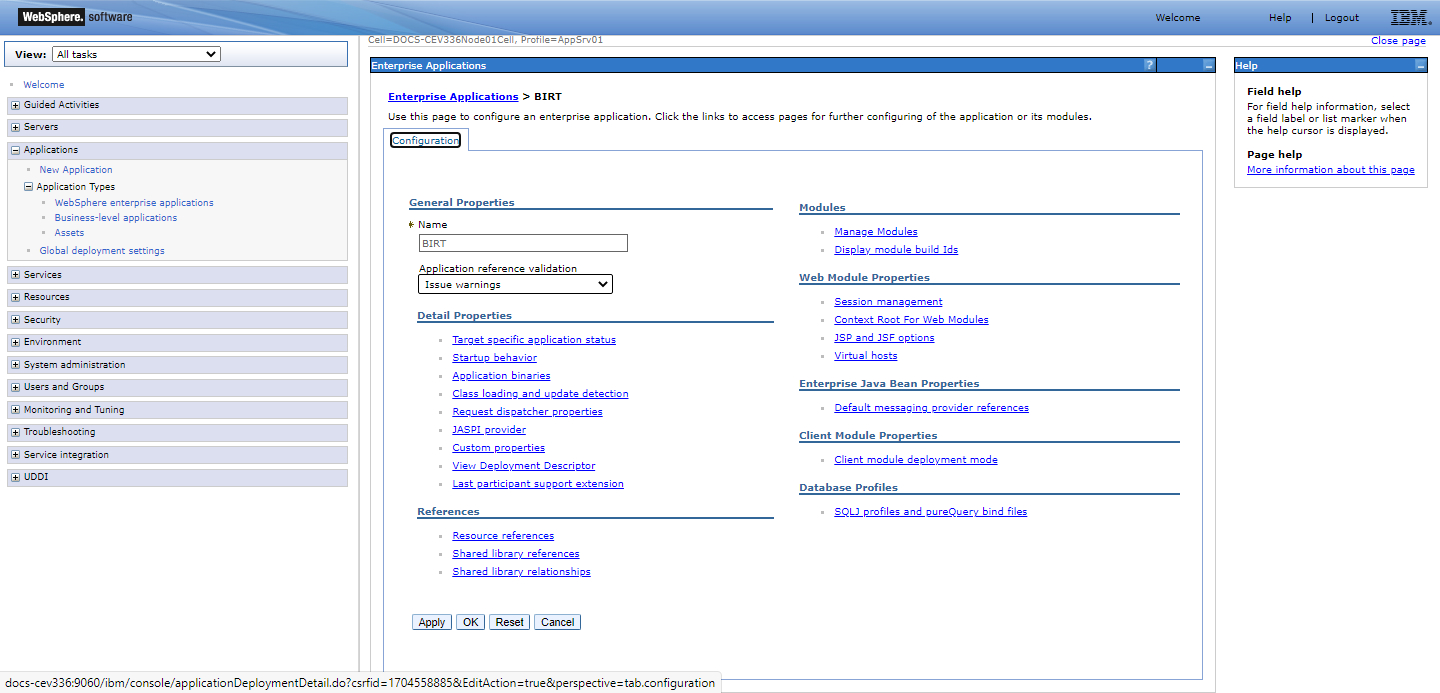 WebSphere. software
Welcome
Help | Logout
IBM.
View: All tasks
Welcome
Guided Activities
Servers
Applications
New Application
Application Types
WebSphere enterprise applications
Business-level applications
Assets
Global deployment settings
Services
Resources
Security
Environment
System administration
Users and Groups
Monitoring and Tuning
Troubleshooting
Service integration
UDDI
Cell=DOCS-CEV336Node01Cell, Profile=AppSrv01
Close page
Enterprise Applications
?
Enterprise Applications > BIRT
Use this page to configure an enterprise application. Click the links to access pages for further configuring of the application or its modules.
Configuration
General Properties
Name
BIRT
Application reference validation
Issue warnings
Detail Properties
Target specific application status
Startup behavior
Application binaries
Class loading and update detection
Request dispatcher properties
JASPI provider
Custom properties
View Deployment Descriptor
Last participant support extension
References
Resource references
Shared library references
Shared library relationships
Apply OK Reset Cancel
Modules
Manage Modules
Display module build Ids
Web Module Properties
Session management
Context Root For Web Modules
JSP and JSF options
Virtual hosts
Enterprise Java Bean Properties
Default messaging provider references
Client Module Properties
Client module deployment mode
Database Profiles
SQLJ profiles and pureQuery bind files
Help
Field help
For field help information, select
a field label or list marker when
the help cursor is displayed.
Page help
More information about this page
docs-cev336:9060/ibm/console/applicationDeploymentDetail.do?csrfid=1704558885&EditAction=true&perspective=tab.configuration